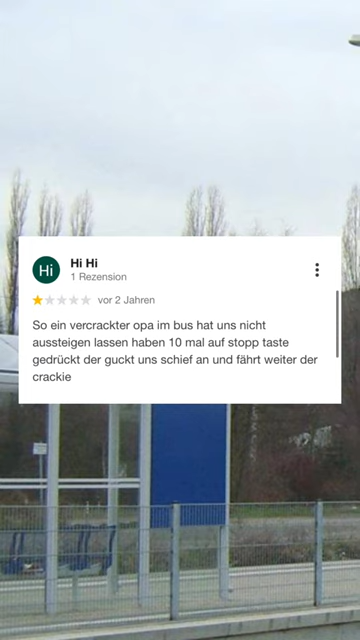 Hi
Hi Hi
1 Rezension
vor 2 Jahren
So ein vercrackter opa im bus hat uns nicht
aussteigen lassen haben 10 mal auf stopp taste
gedrückt der guckt uns schief an und fährt weiter der
crackie